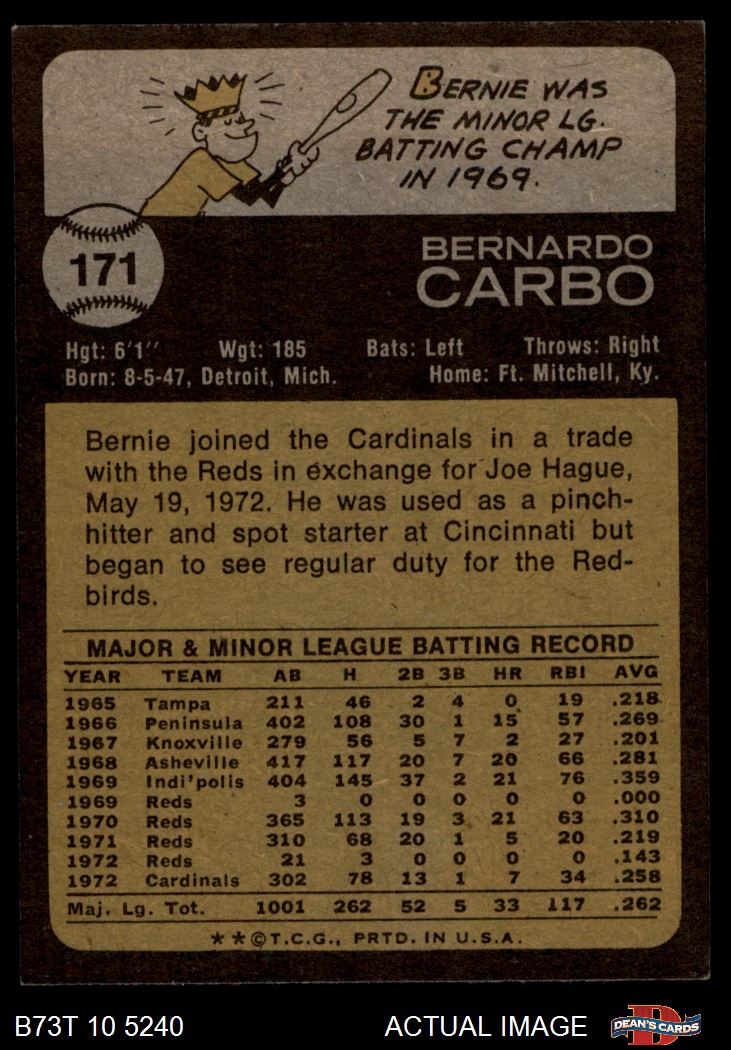 BERNIE WAS
THE MINOR LG.
BATTING CHAMP
IN 1969.
171
BERNARDO
CARBO
Hgt: 6'1'' Wgt: 185 Bats: Left Throws: Right
Born: 8-5-47, Detroit, Mich. Home: Ft. Mitchell, Ky.
Bernie joined the Cardinals in a trade
with the Reds in exchange for Joe Hague,
May 19, 1972. He was used as a pinch-
hitter and spot starter at Cincinnati but
began to see regular duty for the Red-
birds.
MAJOR & MINOR LEAGUE BATTING RECORD
YEAR TEAM AB H 2B 3B HR RBI AVG
1965 Tampa 211 46 2 4 0 19 .218
1966 Peninsula 402 108 30 1 15 57 .269
1967 Knoxville 279 56 5 7 2 27 .201
1968 Asheville 417 117 20 7 20 66 .281
1969 Indi'polis 404 145 37 2 21 76 .359
1969 Reds 3 0 0 0 0 0 .000
1970 Reds 365 113 19 3 21 63 .310
1971 Reds 310 68 20 1 5 20 .219
1972 Reds 21 3 0 0 0 0 .143
1972 Cardinals 302 78 13 1 7 34 .258
Maj. Lg. Tot. 1001 262 52 5 33 117 .262
**©T.C.G., PRTD. IN U.S.A.
B73T 10 5240 ACTUAL IMAGE D DEAN'S CARDS